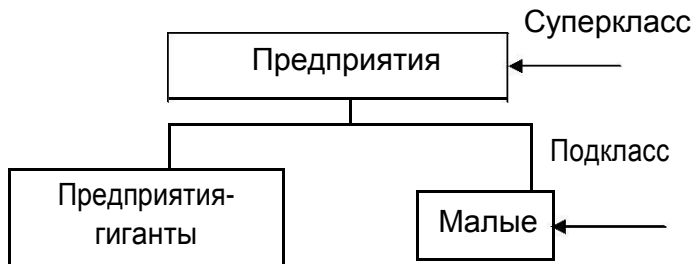 Суперкласс
Предприятия
Подкласс
Предприятия-
гиганты
Малые